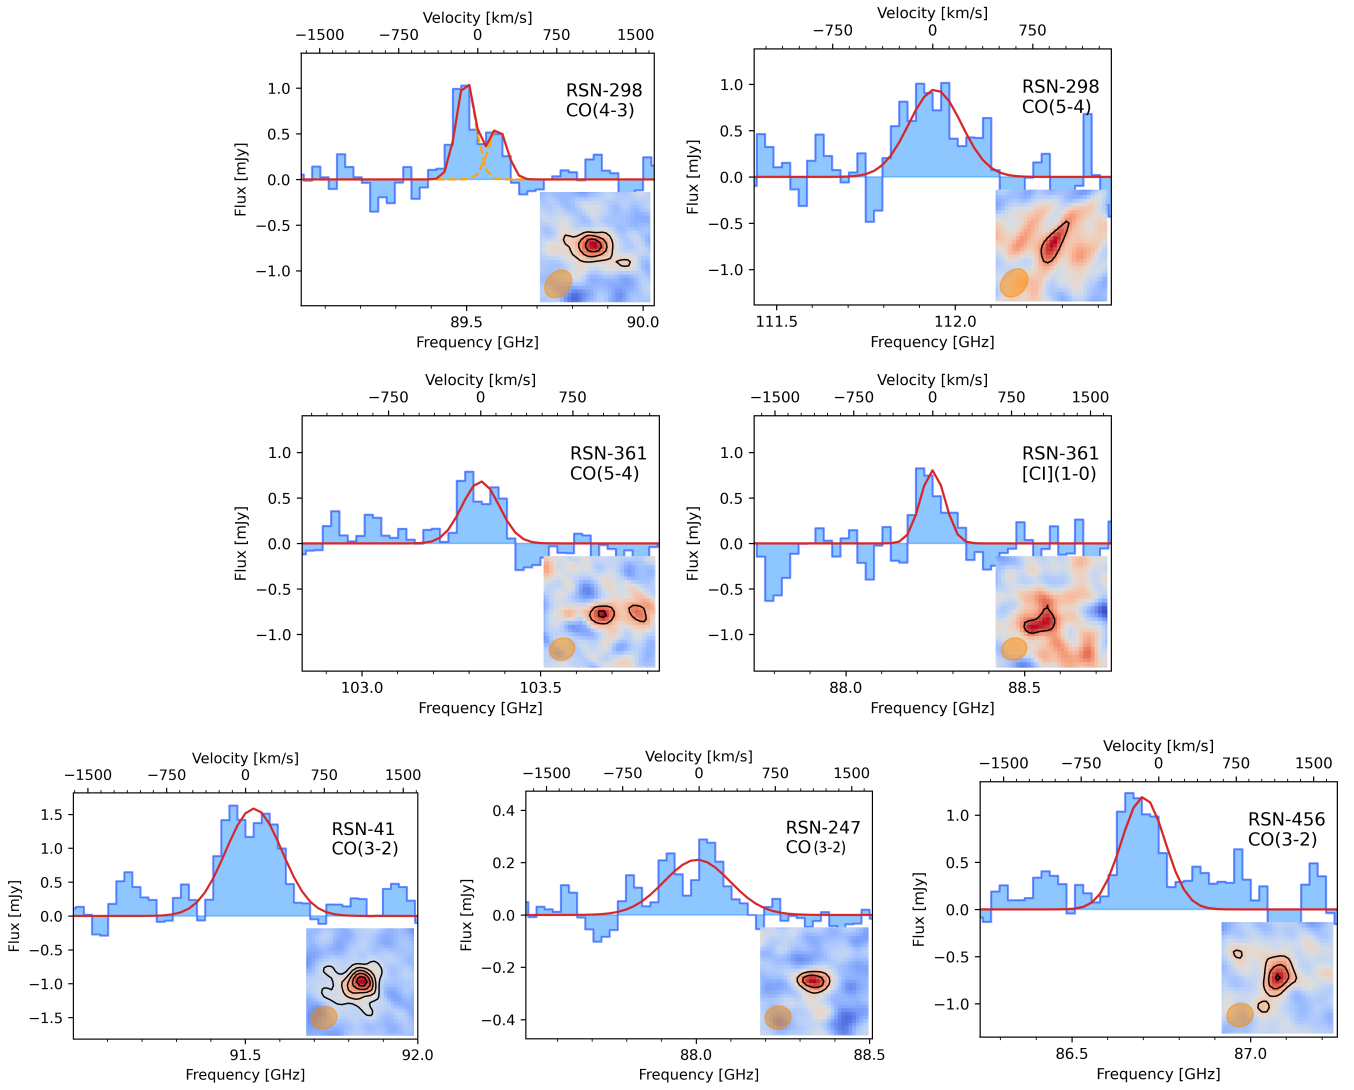 Velocity [km/s]
−1500 −750 0 750 1500
RSN-298
CO(4-3)
1.0
0.5
0.0
−0.5
−1.0
Flux [mJy]
89.5 90.0
Frequency [GHz]
Velocity [km/s]
−750 0 750
RSN-298
CO(5-4)
1.0
0.5
0.0
−0.5
−1.0
Flux [mJy]
111.5 112.0
Frequency [GHz]
Velocity [km/s]
−750 0 750
RSN-361
CO(5-4)
1.0
0.5
0.0
−0.5
−1.0
Flux [mJy]
103.0 103.5
Frequency [GHz]
Velocity [km/s]
−1500 −750 0 750 1500
RSN-361
[CI](1-0)
1.0
0.5
0.0
−0.5
−1.0
Flux [mJy]
88.0 88.5
Frequency [GHz]
Velocity [km/s]
−1500 −750 0 750 1500
RSN-41
CO(3-2)
1.5
1.0
0.5
0.0
−0.5
−1.0
−1.5
Flux [mJy]
91.5 92.0
Frequency [GHz]
Velocity [km/s]
−1500 −750 0 750 1500
RSN-247
CO(3-2)
0.4
0.2
0.0
−0.2
−0.4
Flux [mJy]
88.0 88.5
Frequency [GHz]
Velocity [km/s]
−1500 −750 0 750 1500
RSN-456
CO(3-2)
1.0
0.5
0.0
−0.5
−1.0
Flux [mJy]
86.5 87.0
Frequency [GHz]